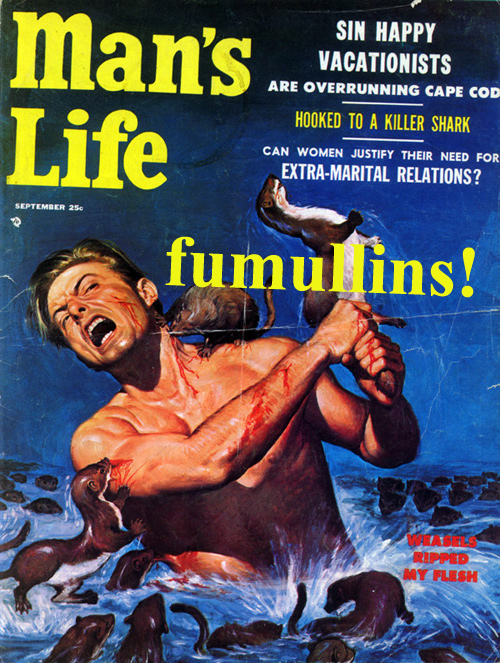 Man's
Life
SIN HAPPY
VACATIONISTS
ARE OVERRUNNING CAPE COD
HOOKED TO A KILLER SHARK
CAN WOMEN JUSTIFY THEIR NEED FOR
EXTRA-MARITAL RELATIONS?
SEPTEMBER 25c
fumullins!
WEASELS
RIPPED
MY FLESH